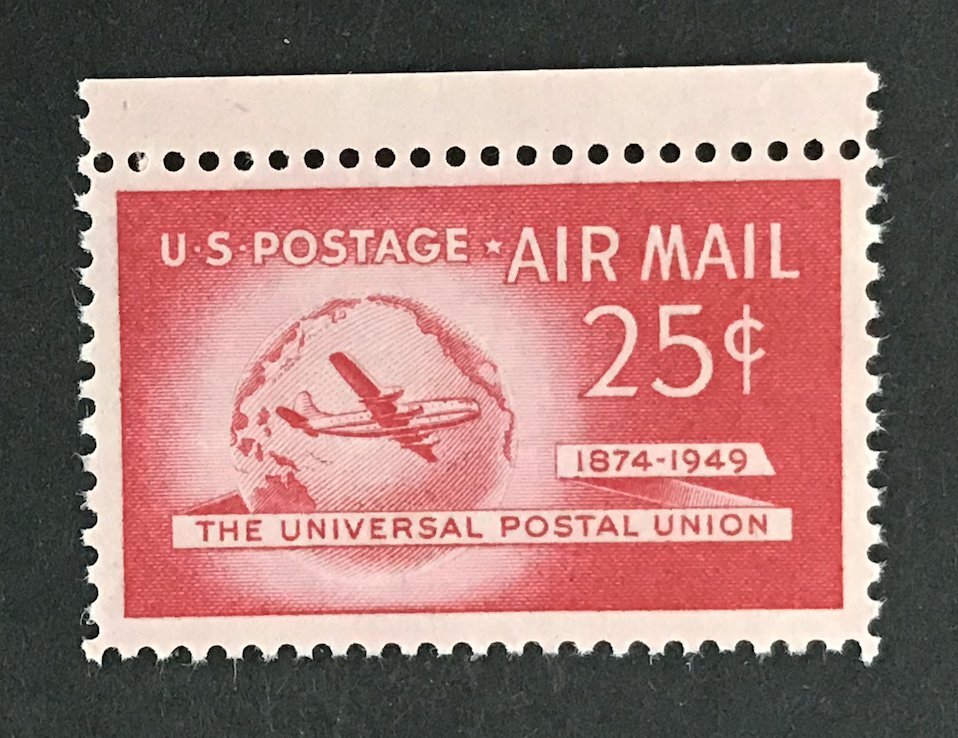 U·S·POSTAGE ★ AIR MAIL
25¢
1874-1949
THE UNIVERSAL POSTAL UNION